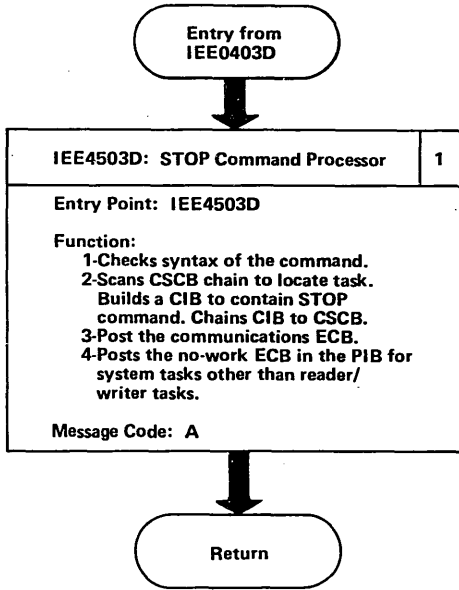 Entry from
IEE0403D
IEE4503D: STOP Command Processor 1
Entry Point: IEE4503D
Function:
1-Checks syntax of the command.
2-Scans CSCB chain to locate task.
Builds a CIB to contain STOP
command. Chains CIB to CSCB.
3-Post the communications ECB.
4-Posts the no-work ECB in the PIB for
system tasks other than reader/
writer tasks.
Message Code: A
Return